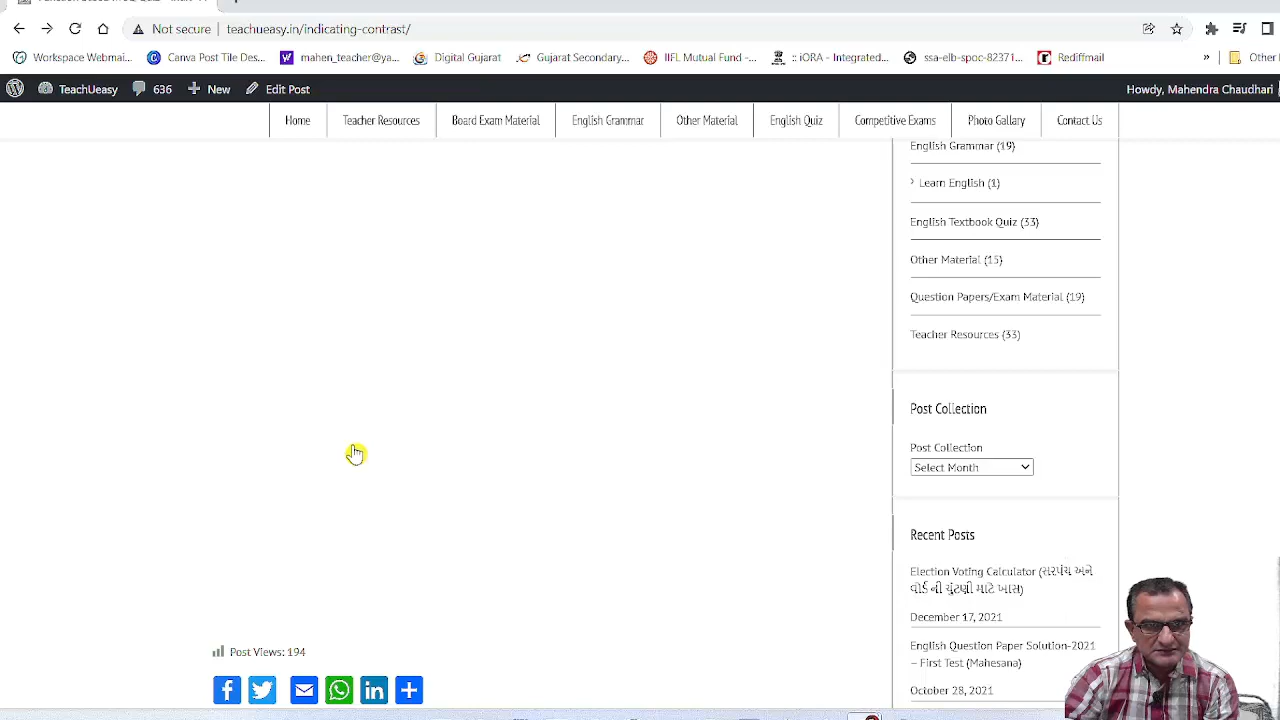 Not secure | teachueasy.in/indicating-contrast/
Workspace Webmai... Canva Post Tile Des... mahen_teacher@ya... Digital Gujarat Gujarat Secondary... IIFL Mutual Fund -... :: iORA - Integrated... ssa-elb-spoc-82371... Rediffmail » Other
TeachUeasy 636 New Edit Post Howdy, Mahendra Chaudhari
Home Teacher Resources Board Exam Material English Grammar Other Material English Quiz Competitive Exams Photo Gallary Contact Us
English Grammar (19)
› Learn English (1)
English Textbook Quiz (33)
Other Material (15)
Question Papers/Exam Material (19)
Teacher Resources (33)
Post Collection
Post Collection
Select Month
Recent Posts
Election Voting Calculator (સરપંચ અને
વોર્ડ ની ચૂંટણી માટે ખાસ)
December 17, 2021
English Question Paper Solution-2021
– First Test (Mahesana)
October 28, 2021
Post Views: 194